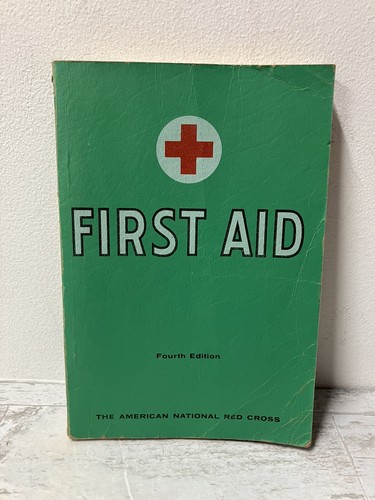 FIRST AID
Fourth Edition
THE AMERICAN NATIONAL RED CROSS